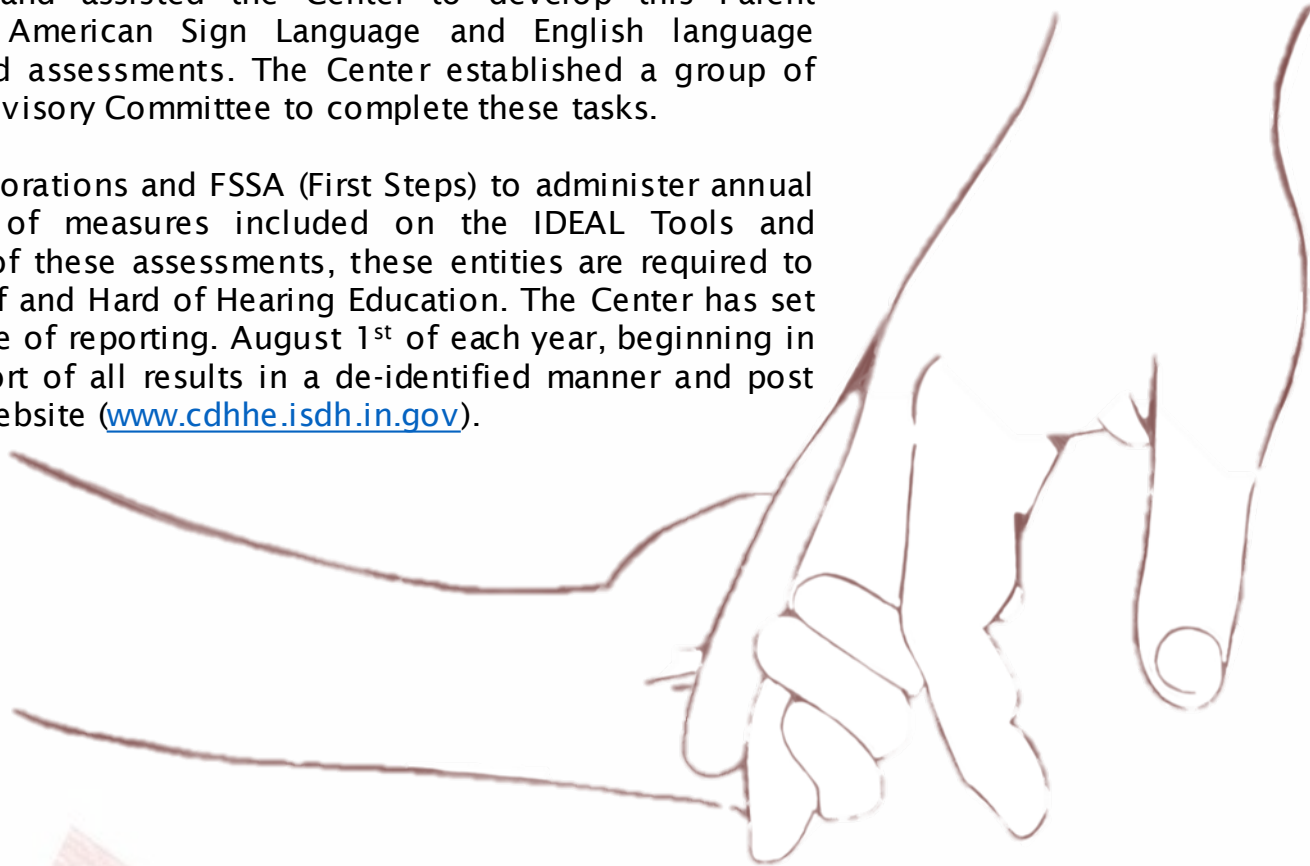 and assisted the Center to develop this Parent
American Sign Language and English language
d assessments. The Center established a group of
visory Committee to complete these tasks.
orations and FSSA (First Steps) to administer annual
of measures included on the IDEAL Tools and
of these assessments, these entities are required to
f and Hard of Hearing Education. The Center has set
e of reporting. August 1st of each year, beginning in
ort of all results in a de-identified manner and post
ebsite (www.cdhhe.isdh.in.gov).